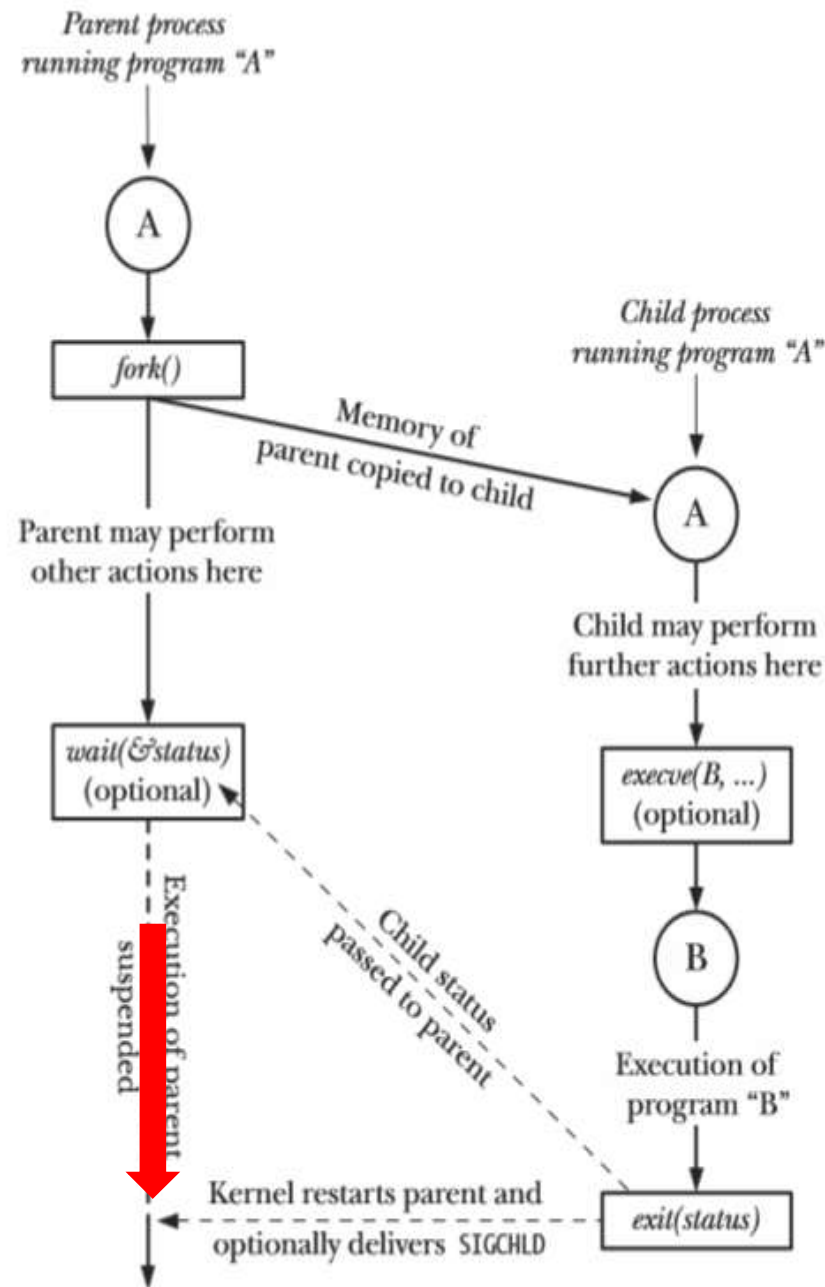 Parent process
running program “A”
A
fork()
Child process
running program “A”
Memory of
parent copied to child
A
Parent may perform
other actions here
Child may perform
further actions here
wait(&status)
(optional)
execve(B, ...)
(optional)
Execution of parent
suspended
Child status
passed to parent
B
Execution of
program “B”
Kernel restarts parent and
optionally delivers SIGCHLD
exit(status)